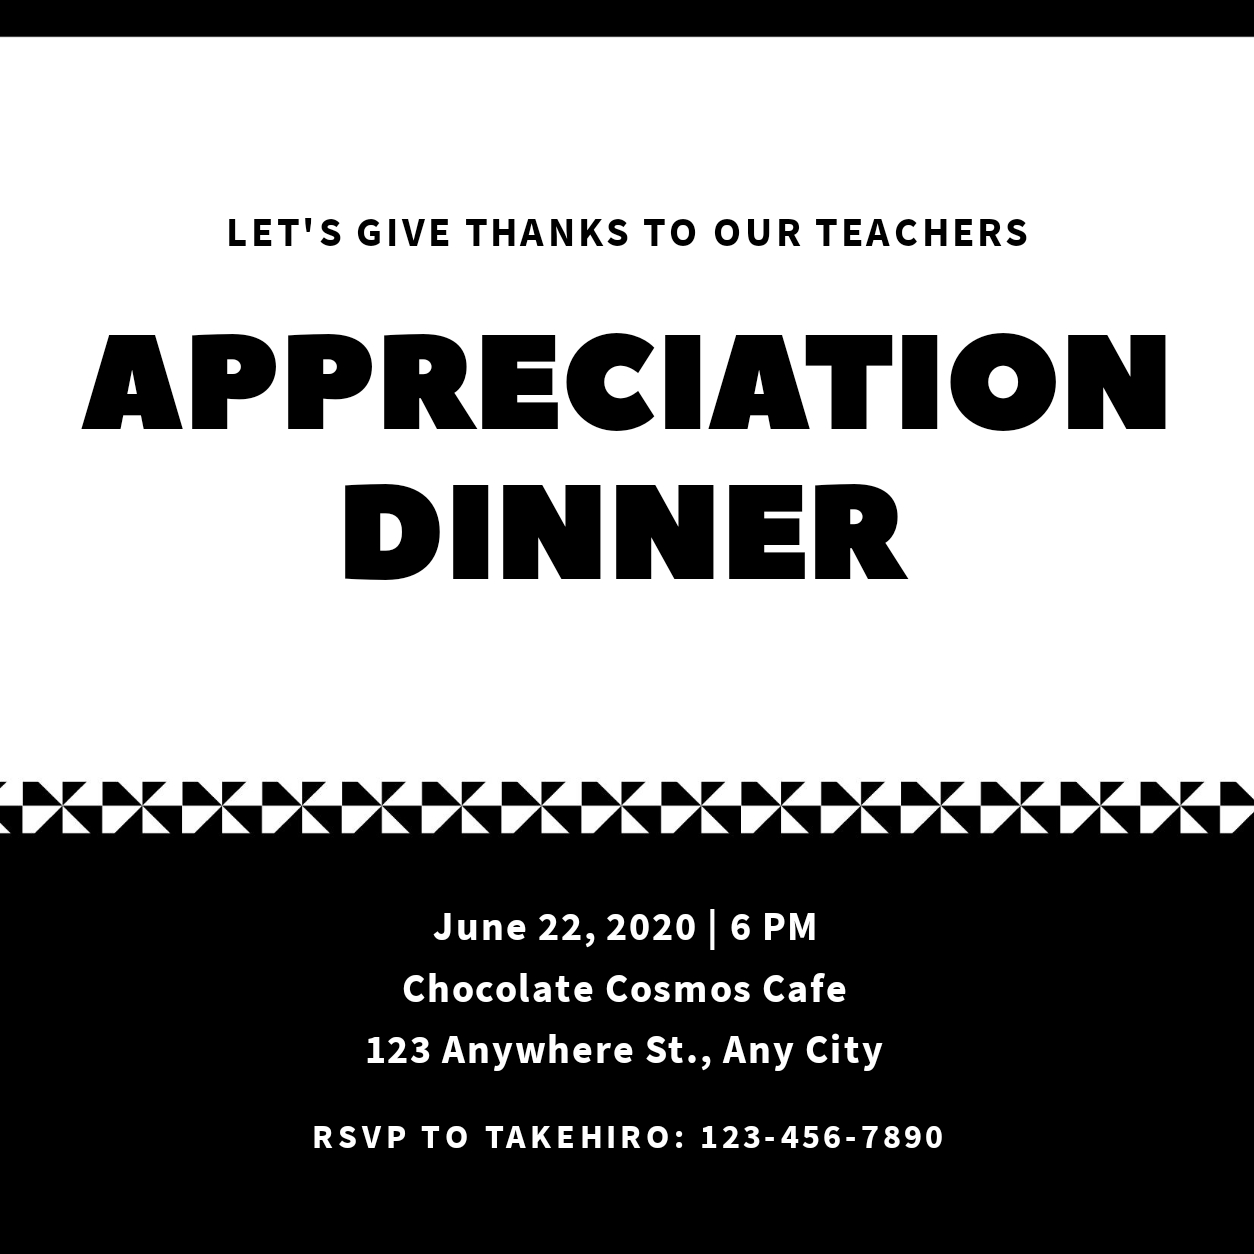 LET'S GIVE THANKS TO OUR TEACHERS
APPRECIATION
DINNER
June 22, 2020 | 6 PM
Chocolate Cosmos Cafe
123 Anywhere St., Any City
RSVP TO TAKEHIRO: 123-456-7890